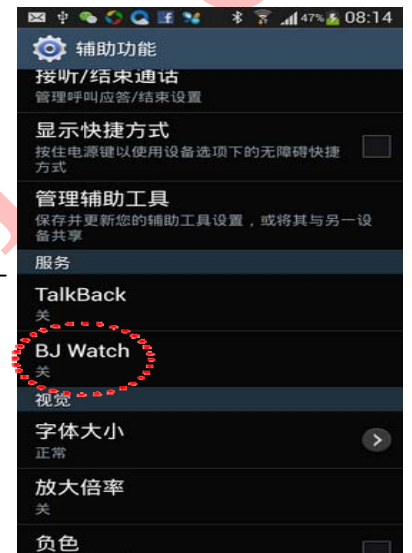 47% 08:14
辅助功能
接听/结束通话
管理呼叫应答/结束设置
显示快捷方式
按住电源键以使用设备选项下的无障碍快捷
方式
管理辅助工具
保存并更新您的辅助工具设置，或将其与另一设
备共享
服务
TalkBack
关
BJ Watch
关
视觉
字体大小
正常
放大倍率
关
负色